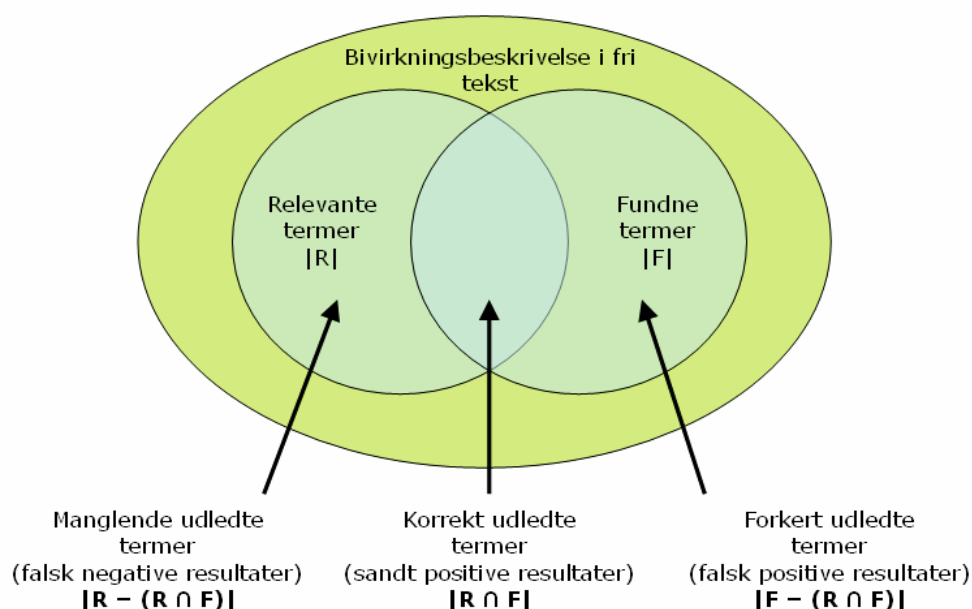 Bivirkningsbeskrivelse i fri
tekst
Relevante
termer
|R|
Fundne
termer
|F|
Manglende udledte
termer
(falsk negative resultater)
|R – (R ∩ F)|
Korrekt udledte
termer
(sandt positive resultater)
|R ∩ F|
Forkert udledte
termer
(falsk positive resultater)
|F – (R ∩ F)|